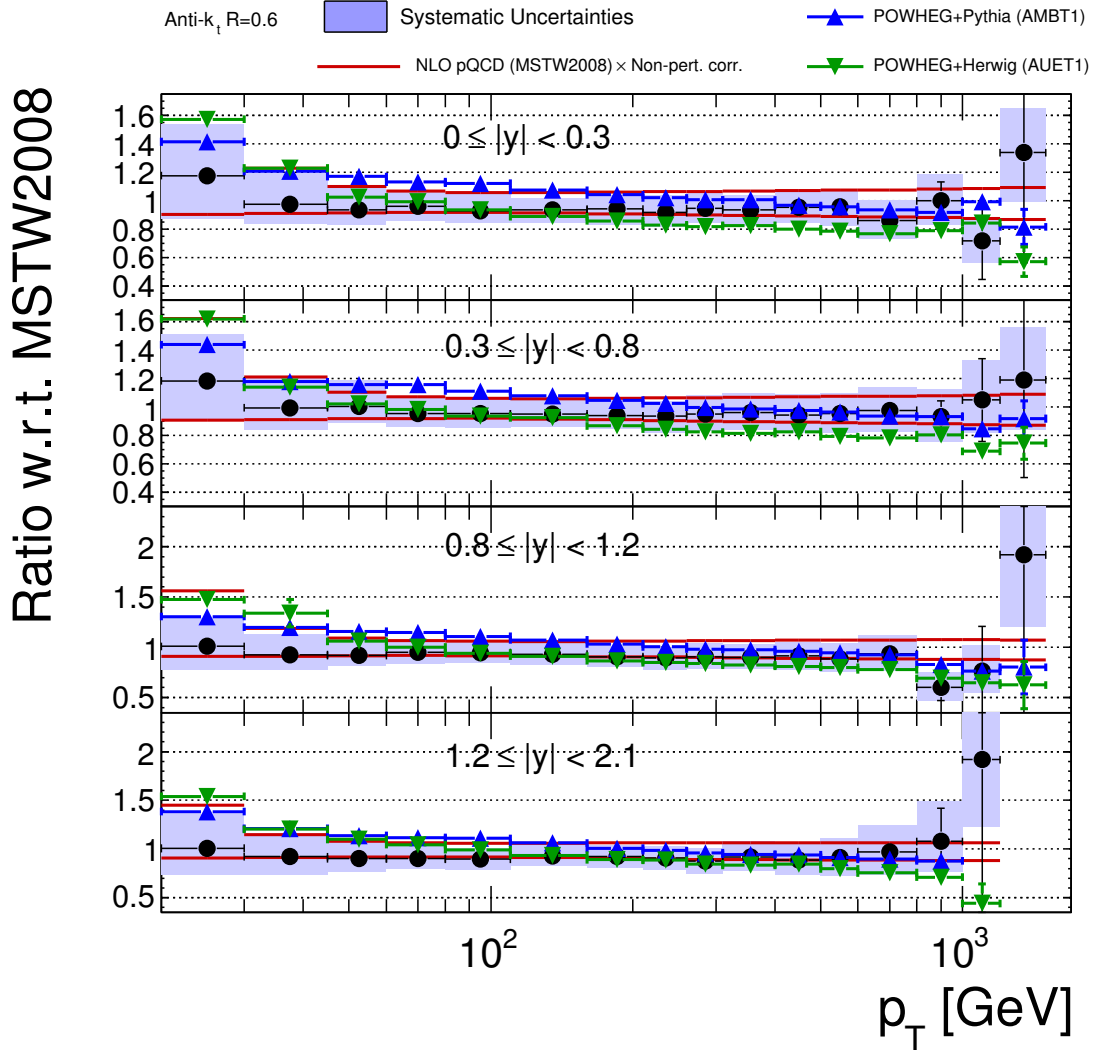 Anti-k_t R=0.6
Systematic Uncertainties
POWHEG+Pythia (AMBT1)
NLO pQCD (MSTW2008) × Non-pert. corr.
POWHEG+Herwig (AUET1)
Ratio w.r.t. MSTW2008
0 ≤ |y| < 0.3
1.6
1.4
1.2
1
0.8
0.6
0.4
0.3 ≤ |y| < 0.8
1.6
1.4
1.2
1
0.8
0.6
0.4
0.8 ≤ |y| < 1.2
2
1.5
1
0.5
1.2 ≤ |y| < 2.1
2
1.5
1
0.5
10² 10³
p_T [GeV]